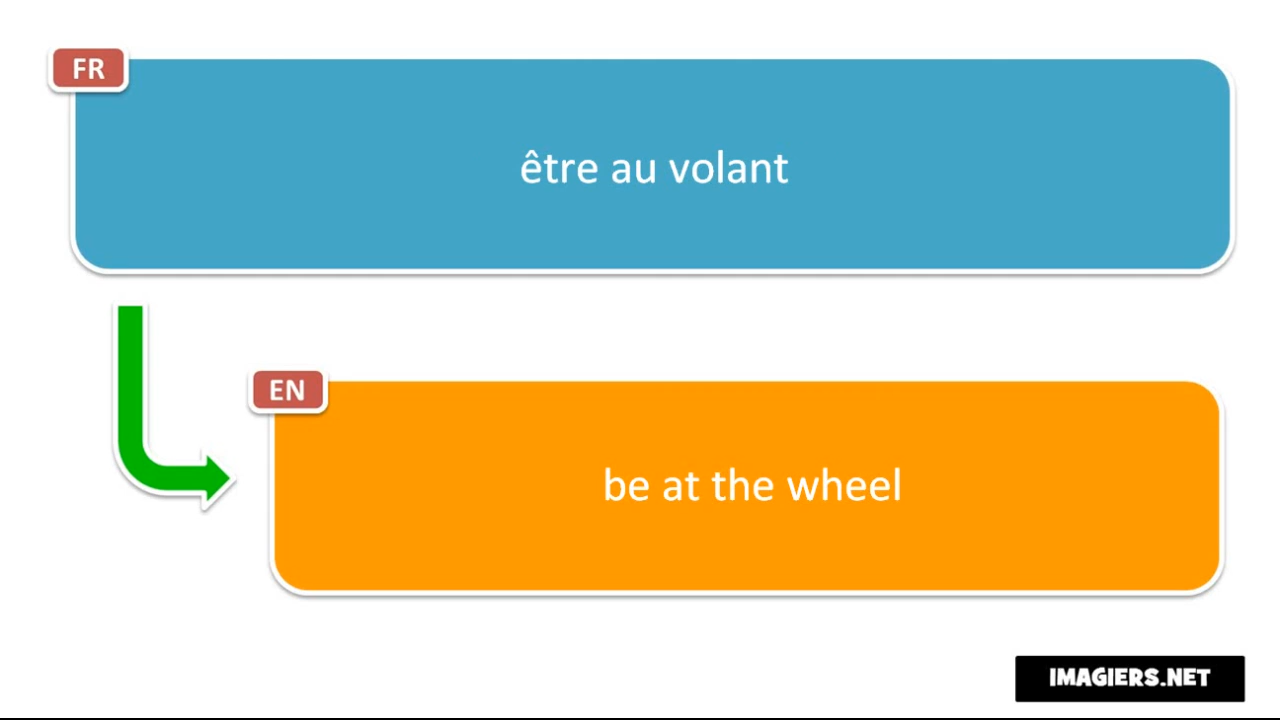 FR
être au volant
EN
be at the wheel
IMAGIERS.NET